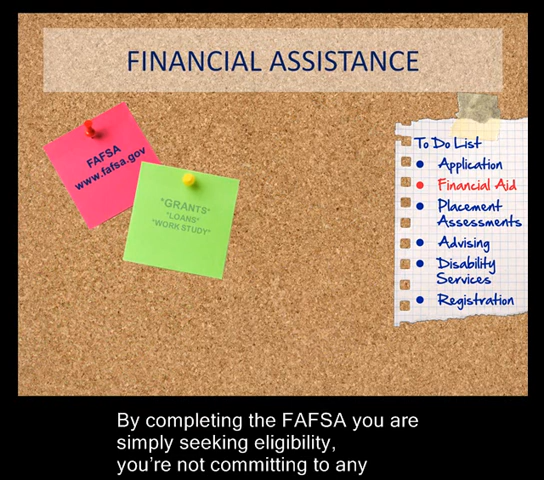 FINANCIAL ASSISTANCE
FAFSA
www.fafsa.gov
*GRANTS*
*LOANS*
*WORK STUDY*
To Do List
Application
Financial Aid
Placement
Assessments
Advising
Disability
Services
Registration
By completing the FAFSA you are
simply seeking eligibility,
you're not committing to any